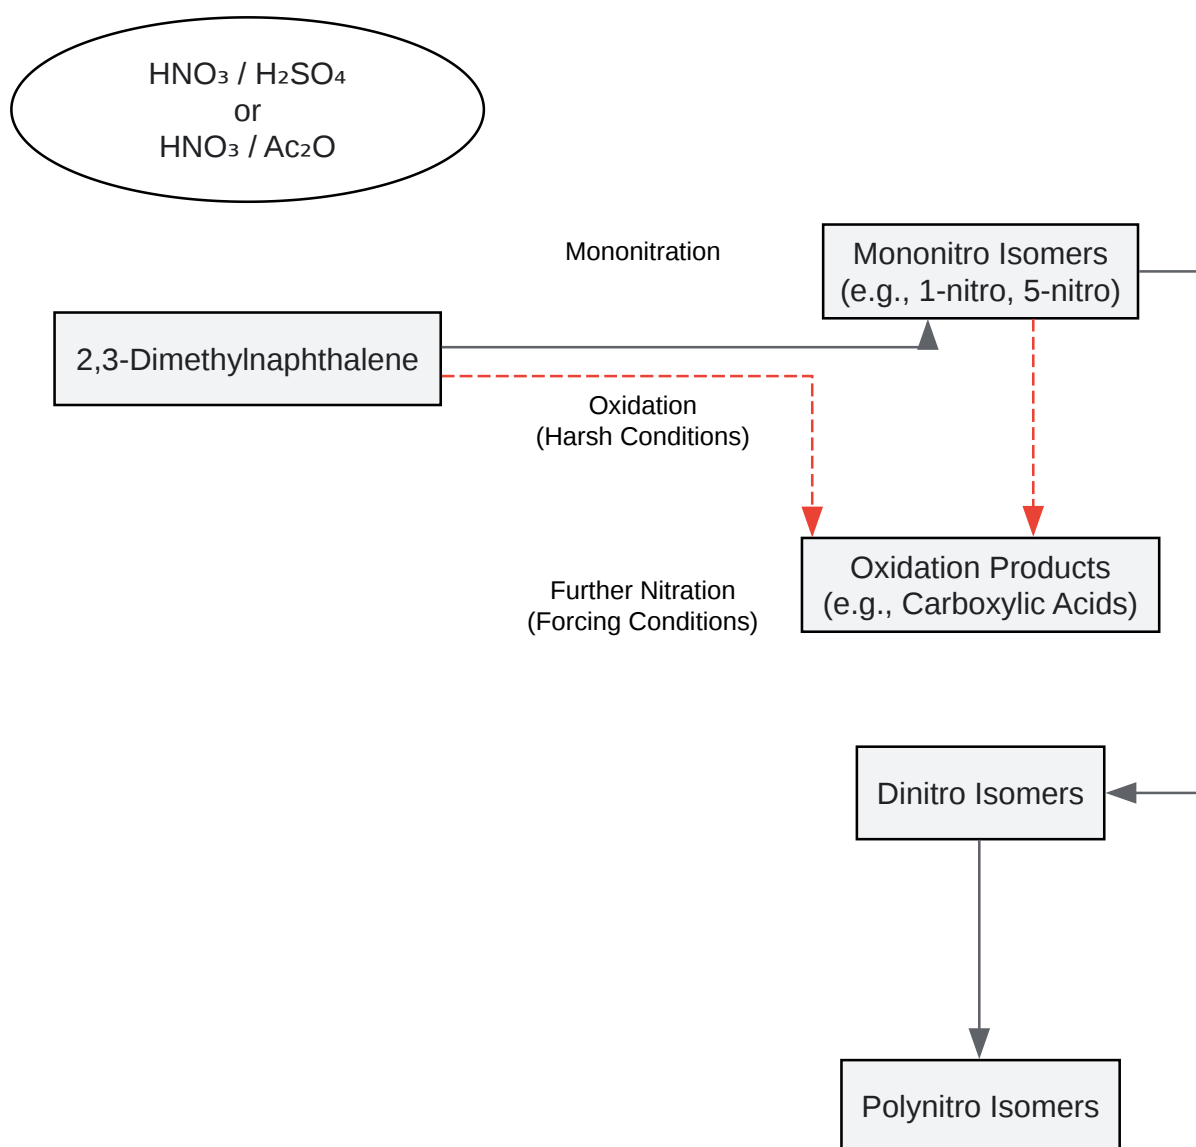 HNO₃ / H₂SO₄
or
HNO₃ / Ac₂O
Mononitration
Mononitro Isomers
(e.g., 1-nitro, 5-nitro)
2,3-Dimethylnaphthalene
Oxidation
(Harsh Conditions)
Oxidation Products
(e.g., Carboxylic Acids)
Further Nitration
(Forcing Conditions)
Dinitro Isomers
Polynitro Isomers